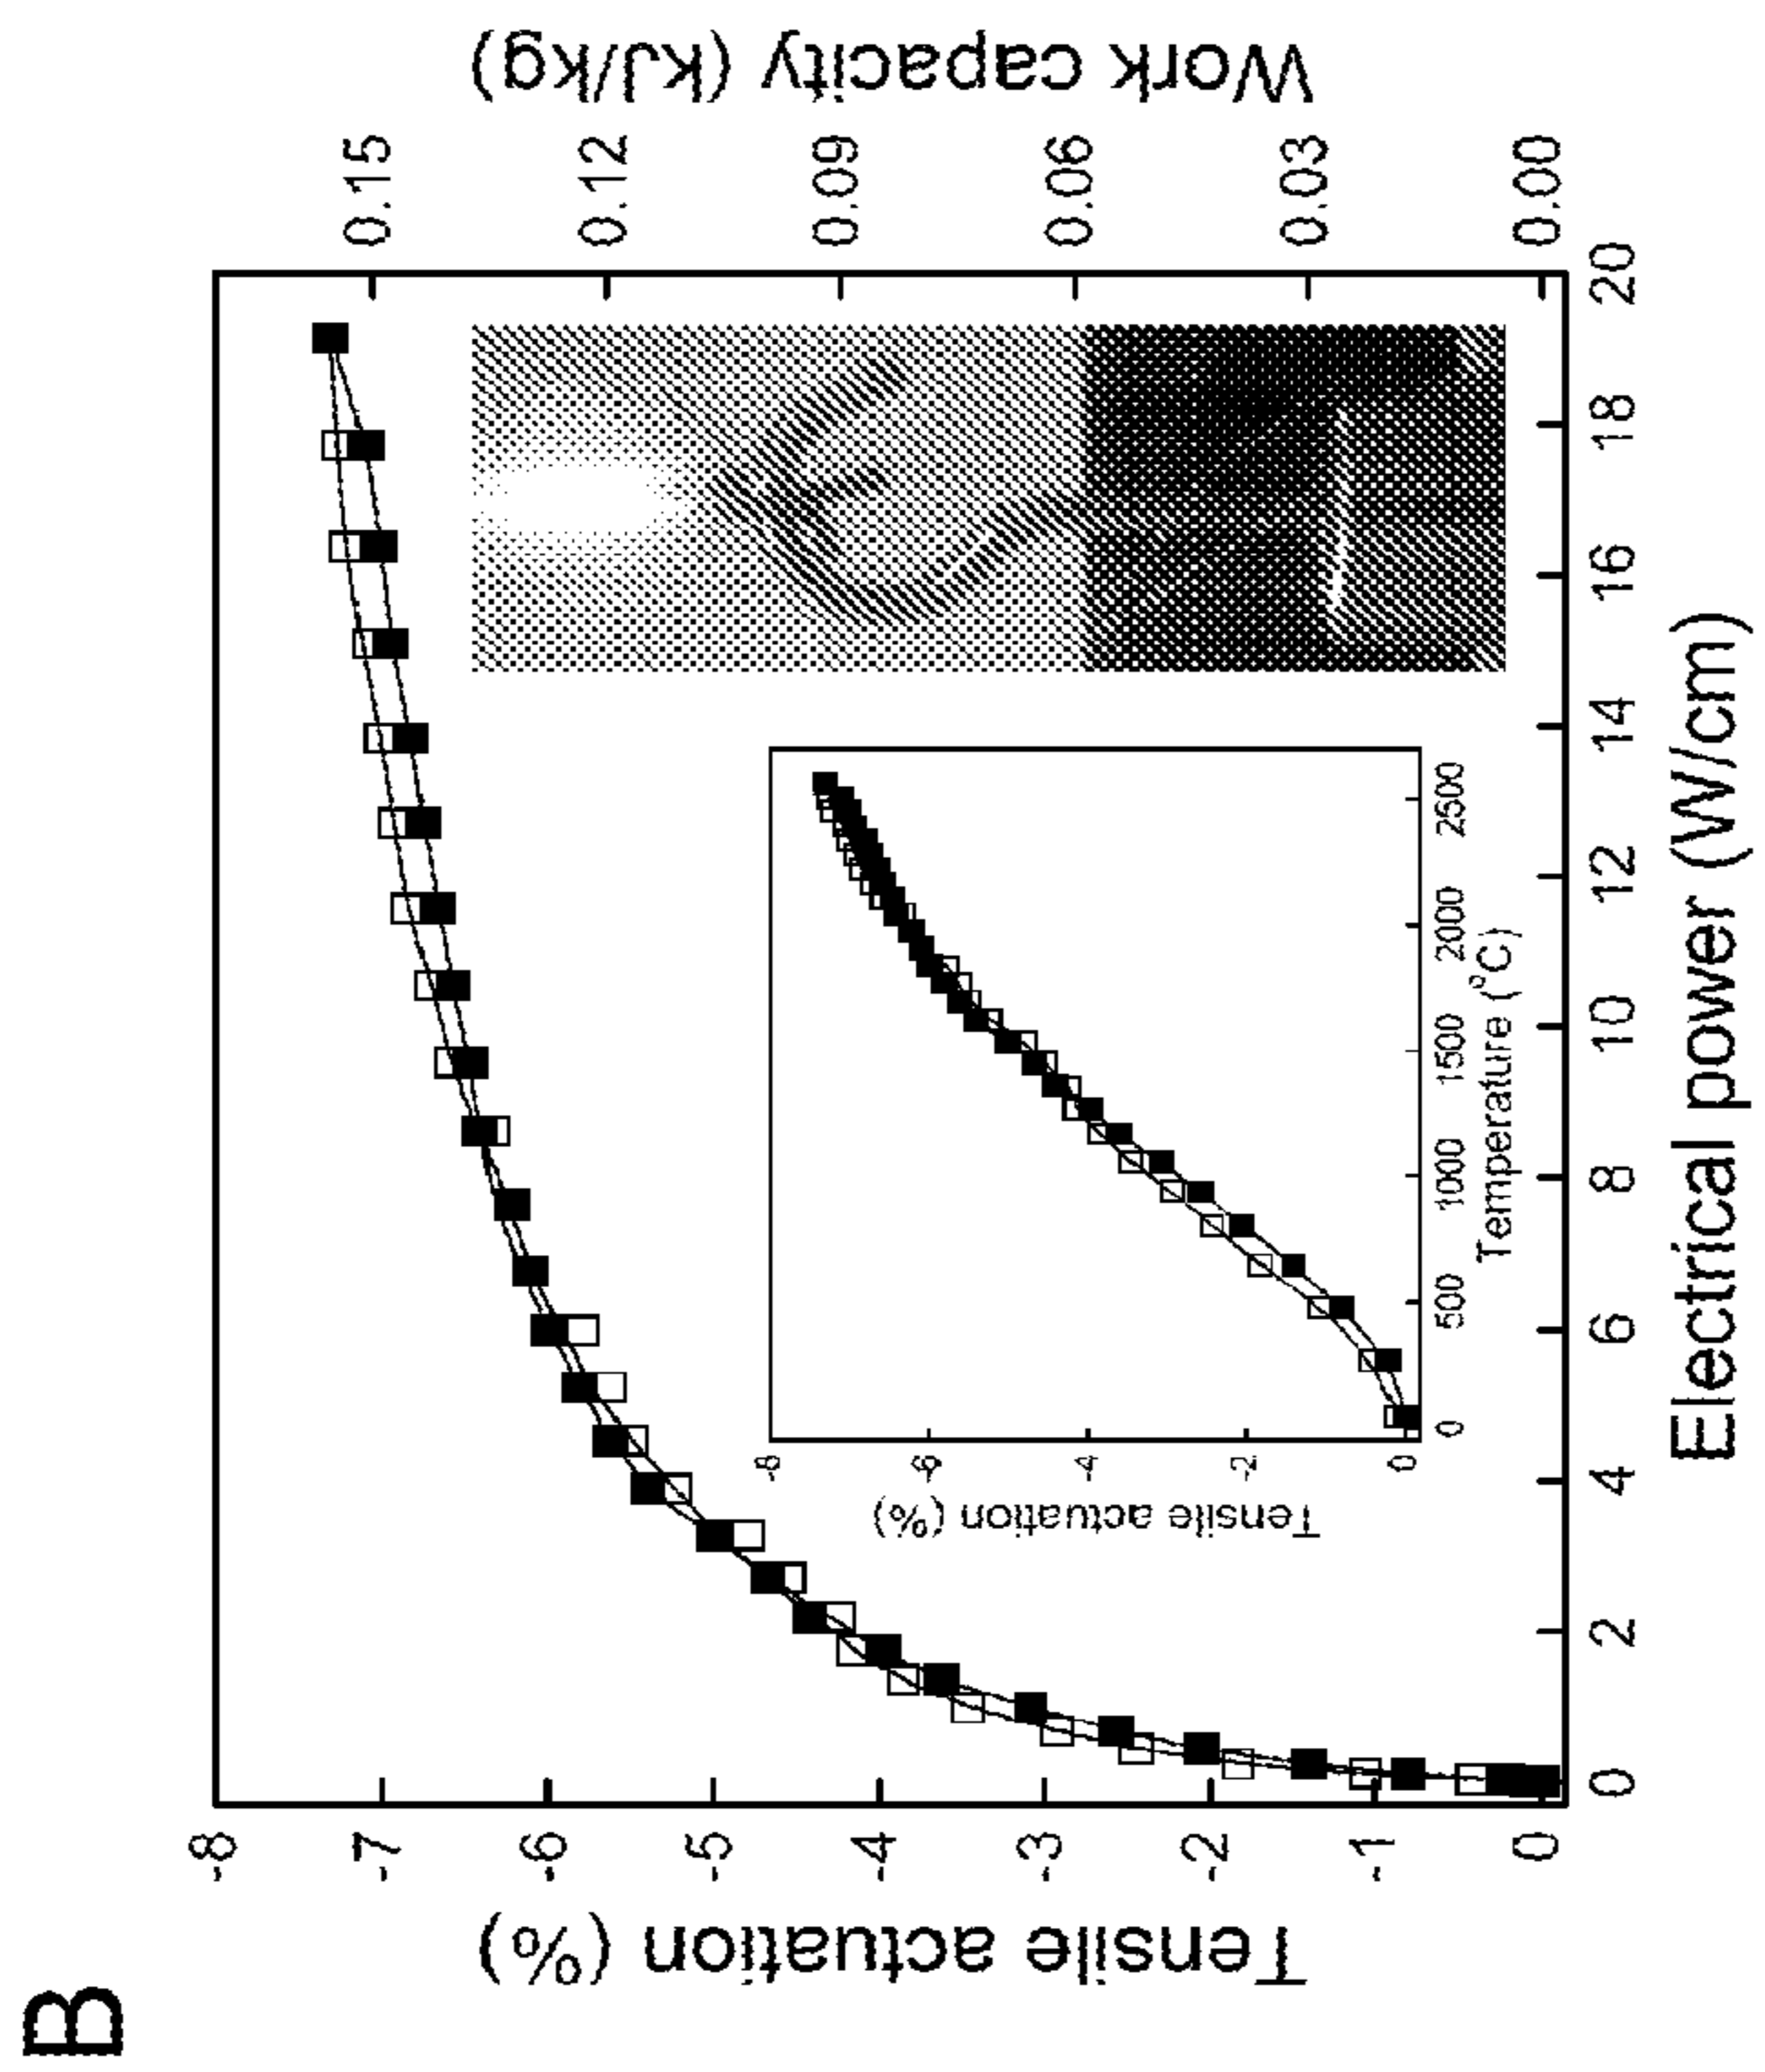 B
Tensile actuation (%)
-8
-7
-6
-5
-4
-3
-2
-1
0
Work capacity (kJ/kg)
0.15
0.12
0.09
0.06
0.03
0.00
0 2 4 6 8 10 12 14 16 18 20
Electrical power (W/cm)
Tensile actuation (%)
-8
-6
-4
-2
0
0 500 1000 1500 2000 2500
Temperature (°C)